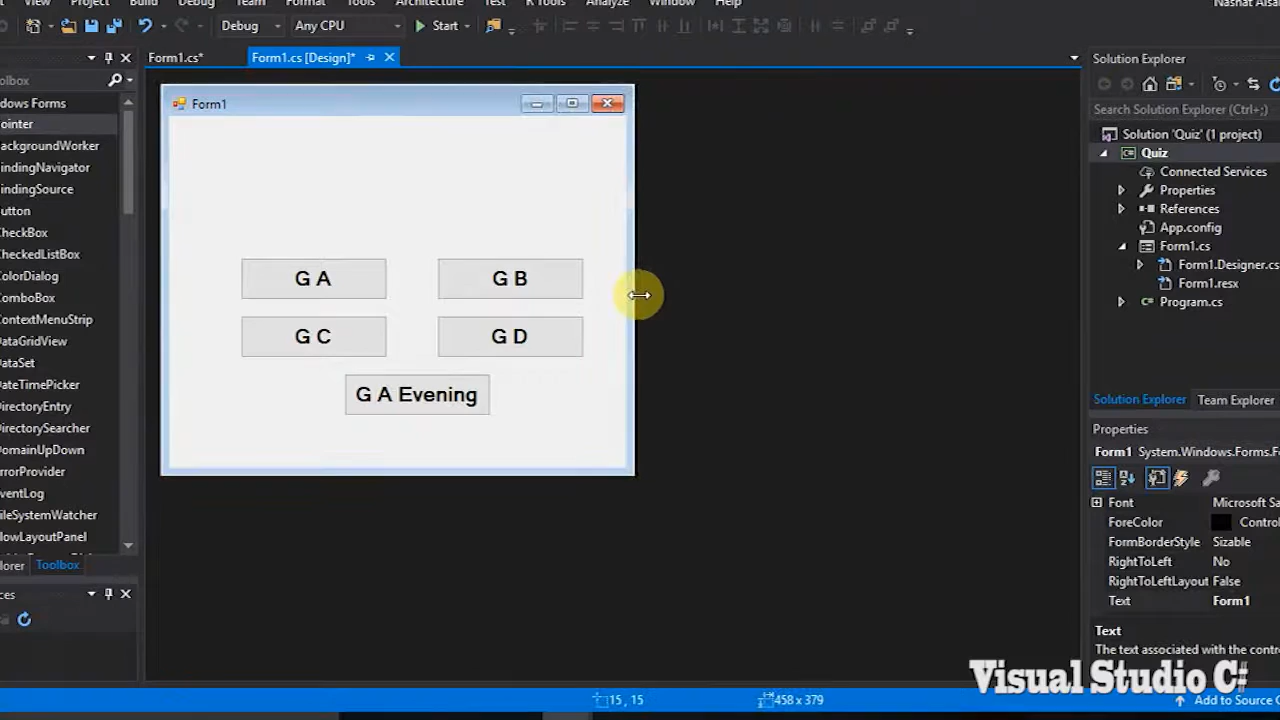 View Project Build Debug Team Format Tools Architecture Test R Tools Analyze Window Help
Nashat Alsa
Debug Any CPU Start
Form1.cs* Form1.cs [Design]* Solution Explorer
oolbox
Search Solution Explorer (Ctrl+;)
ndows Forms
ointer
ackgroundWorker
indingNavigator
indingSource
utton
heckBox
heckedListBox
olorDialog
omboBox
ontextMenuStrip
ataGridView
ataSet
ateTimePicker
irectoryEntry
irectorySearcher
omainUpDown
rrorProvider
ventLog
ileSystemWatcher
lowLayoutPanel
orer Toolbox
ces
Form1
G A G B
G C G D
G A Evening
Solution 'Quiz' (1 project)
Quiz
Connected Services
Properties
References
App.config
Form1.cs
Form1.Designer.cs
Form1.resx
Program.cs
Solution Explorer Team Explorer
Properties
Form1 System.Windows.Forms.F
Font Microsoft Sa
ForeColor Contro
FormBorderStyle Sizable
RightToLeft No
RightToLeftLayout False
Text Form1
Text
The text associated with the contr
Visual Studio C#
15 , 15 458 x 379 Add to Source C